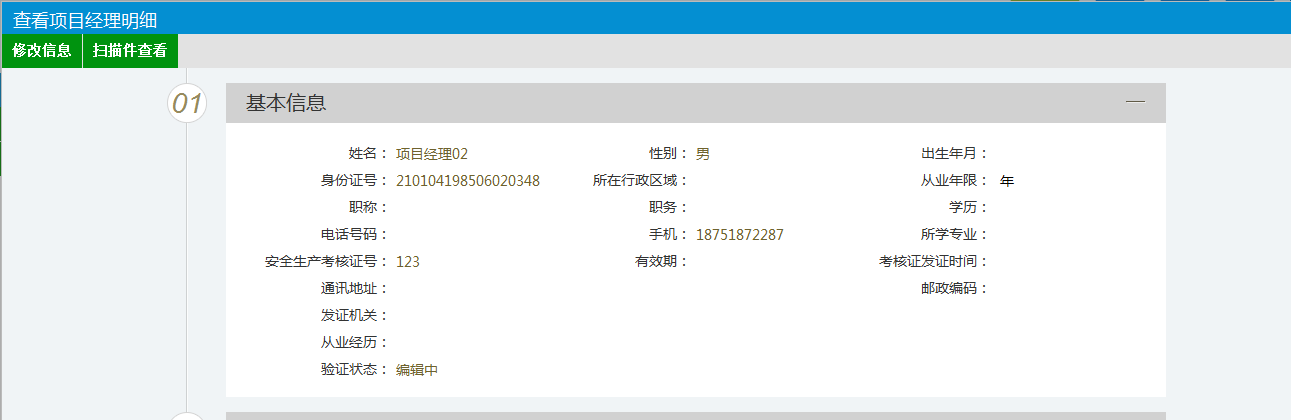 查看项目经理明细
修改信息 扫描件查看
01 基本信息
姓名： 项目经理02 性别： 男 出生年月：
身份证号： 210104198506020348 所在行政区域： 从业年限： 年
职称： 职务： 学历：
电话号码： 手机： 18751872287 所学专业：
安全生产考核证号： 123 有效期： 考核证发证时间：
通讯地址： 邮政编码：
发证机关：
从业经历：
验证状态： 编辑中